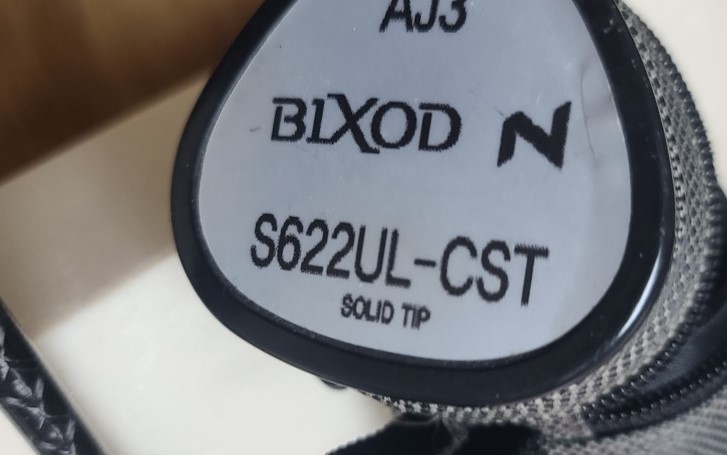 AJ3
BIXOD N
S622UL-CST
SOLID TIP